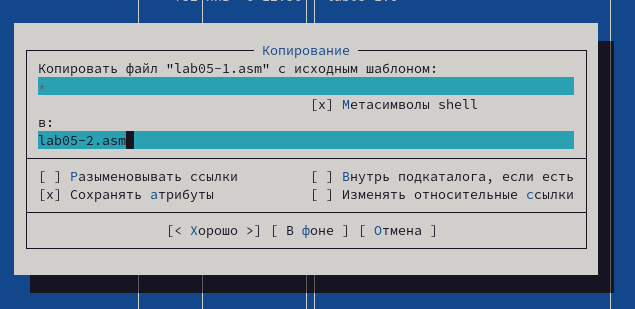 Копирование
Копировать файл "lab05-1.asm" с исходным шаблоном:
*
[x] Метасимволы shell
в:
lab05-2.asm
[ ] Разыменовывать ссылки [ ] Внутрь подкаталога, если есть
[x] Сохранять атрибуты [ ] Изменять относительные ссылки
[< Хорошо >] [ В фоне ] [ Отмена ]